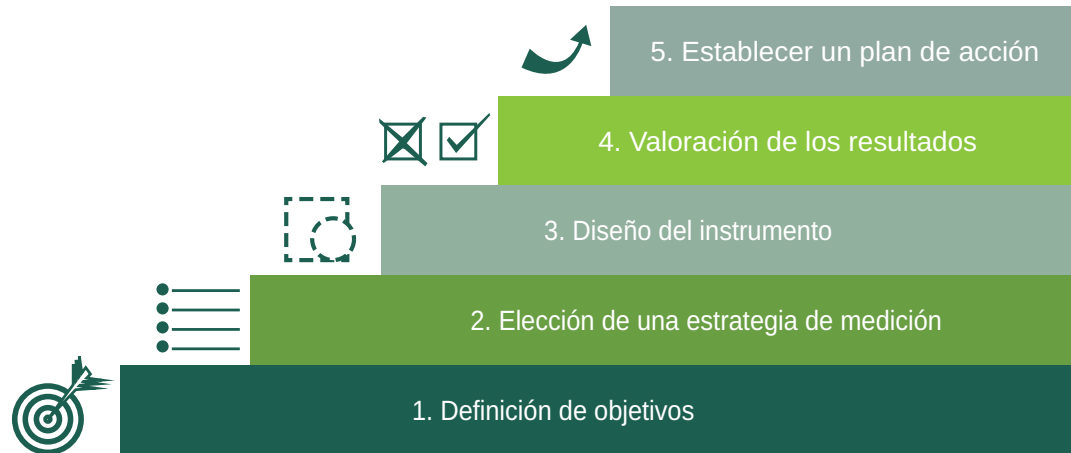 5. Establecer un plan de acción
4. Valoración de los resultados
3. Diseño del instrumento
2. Elección de una estrategia de medición
1. Definición de objetivos